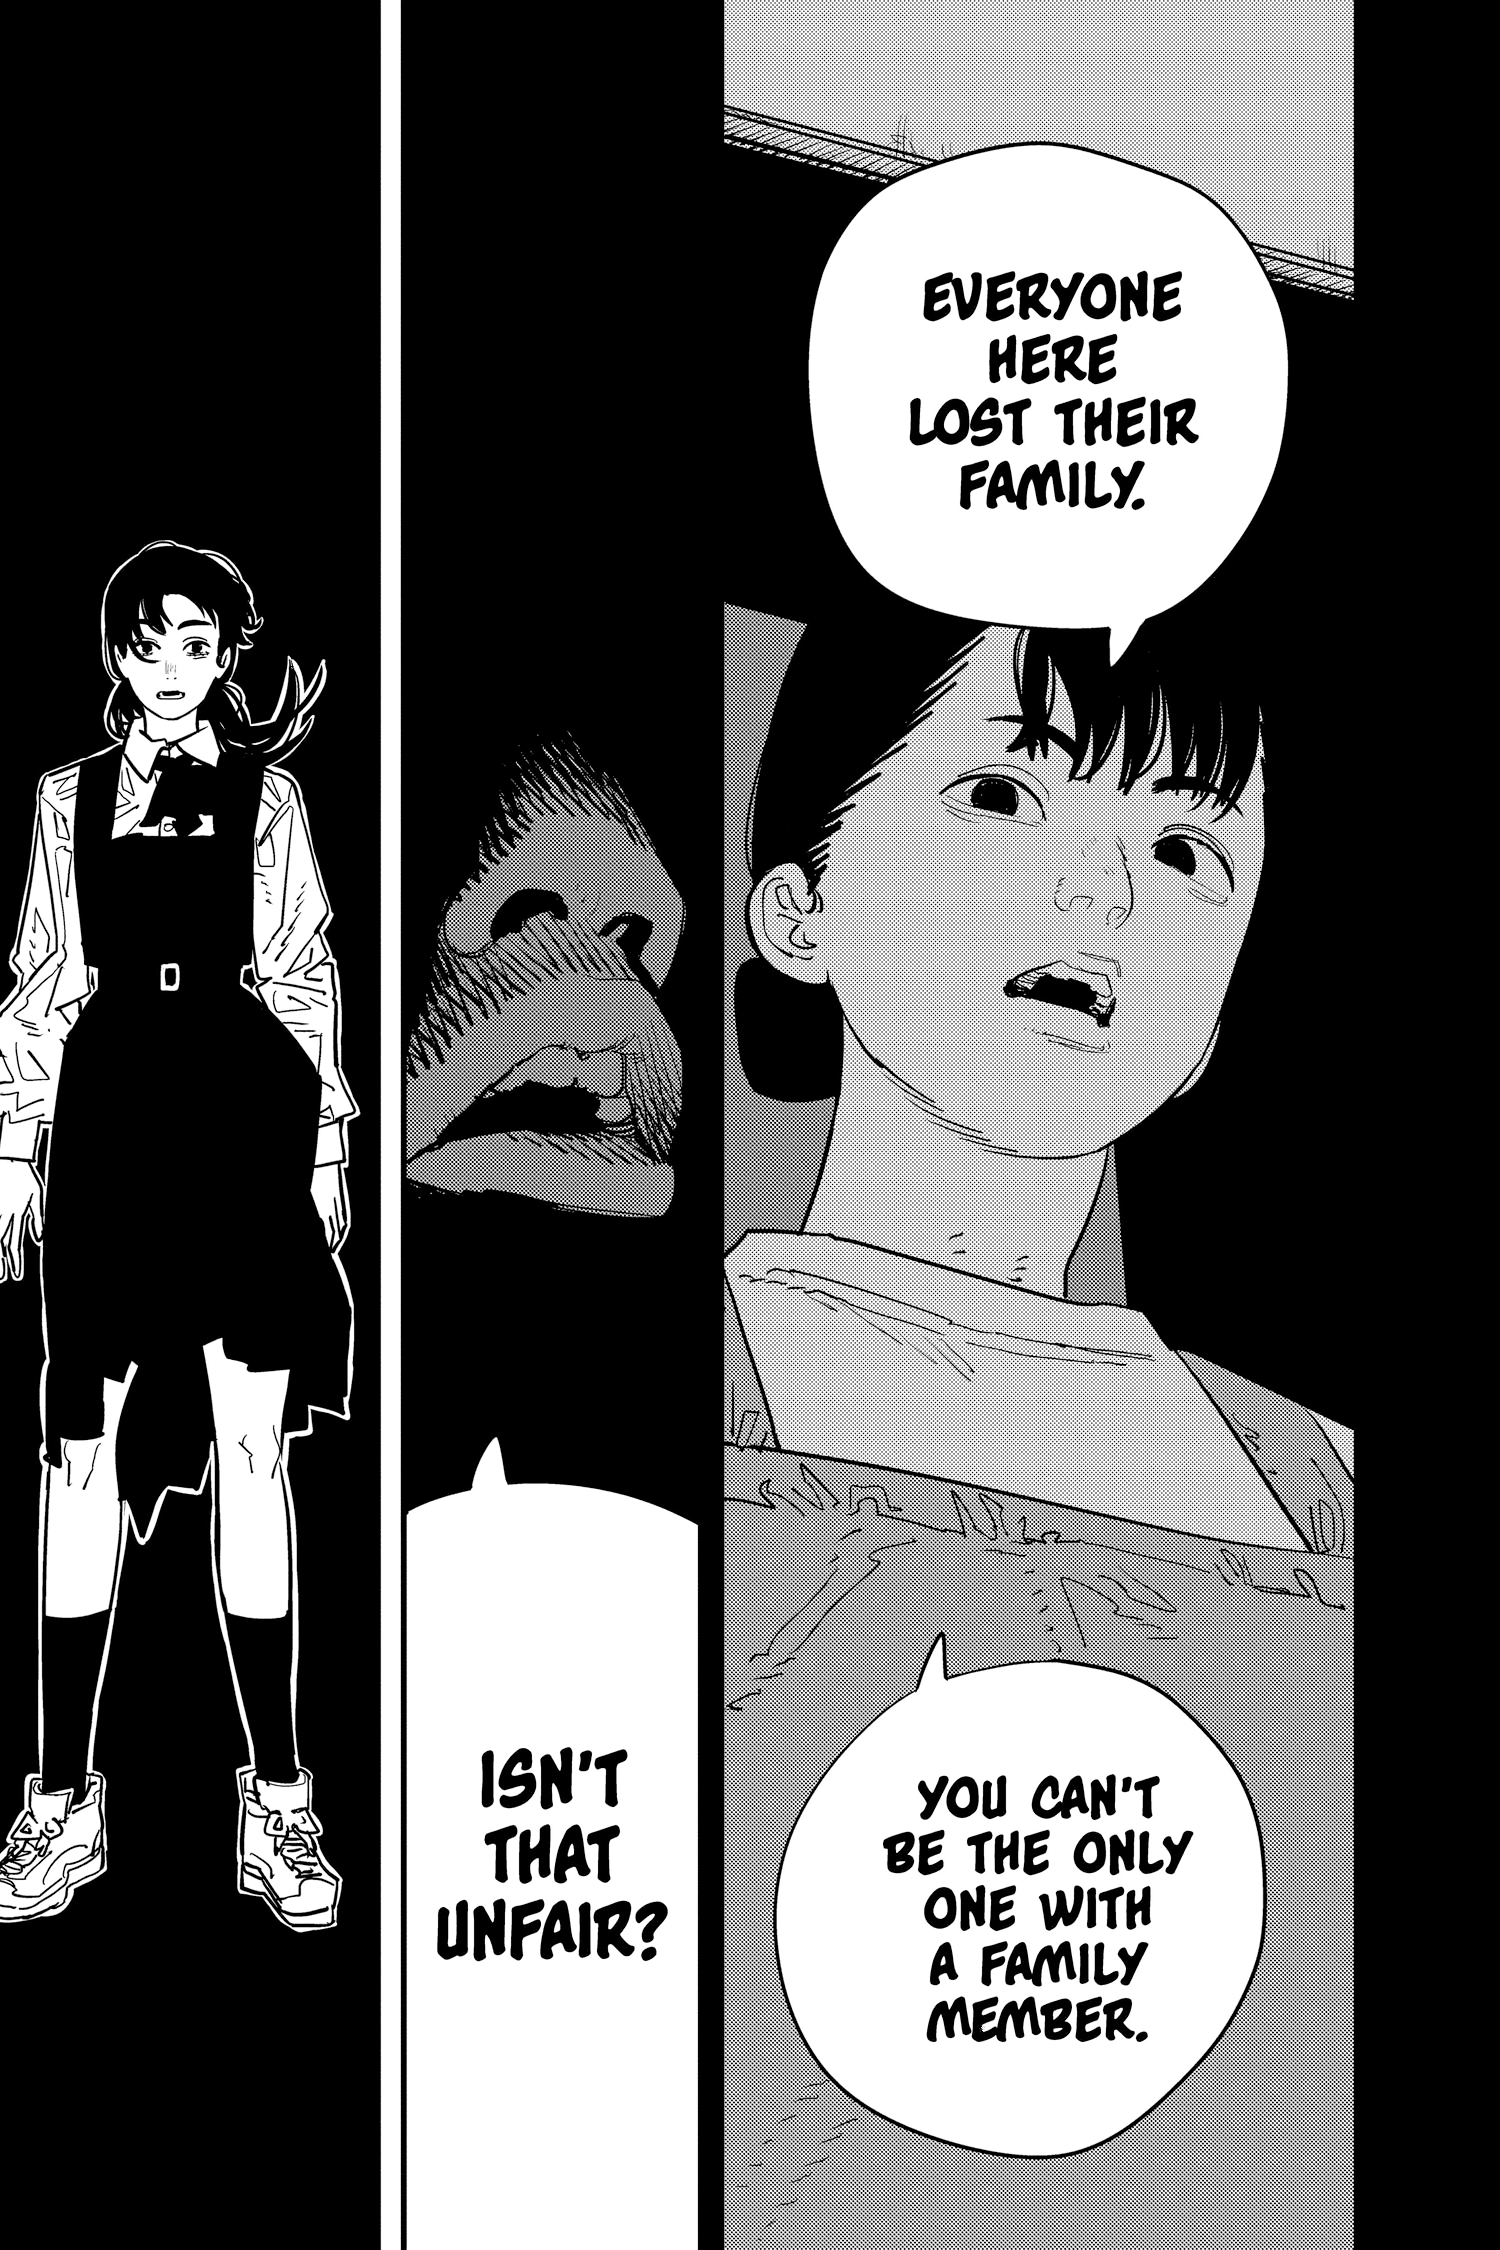 EVERYONE
HERE
LOST THEIR
FAMILY.
YOU CAN'T
BE THE ONLY
ONE WITH
A FAMILY
MEMBER.
ISN'T
THAT
UNFAIR?